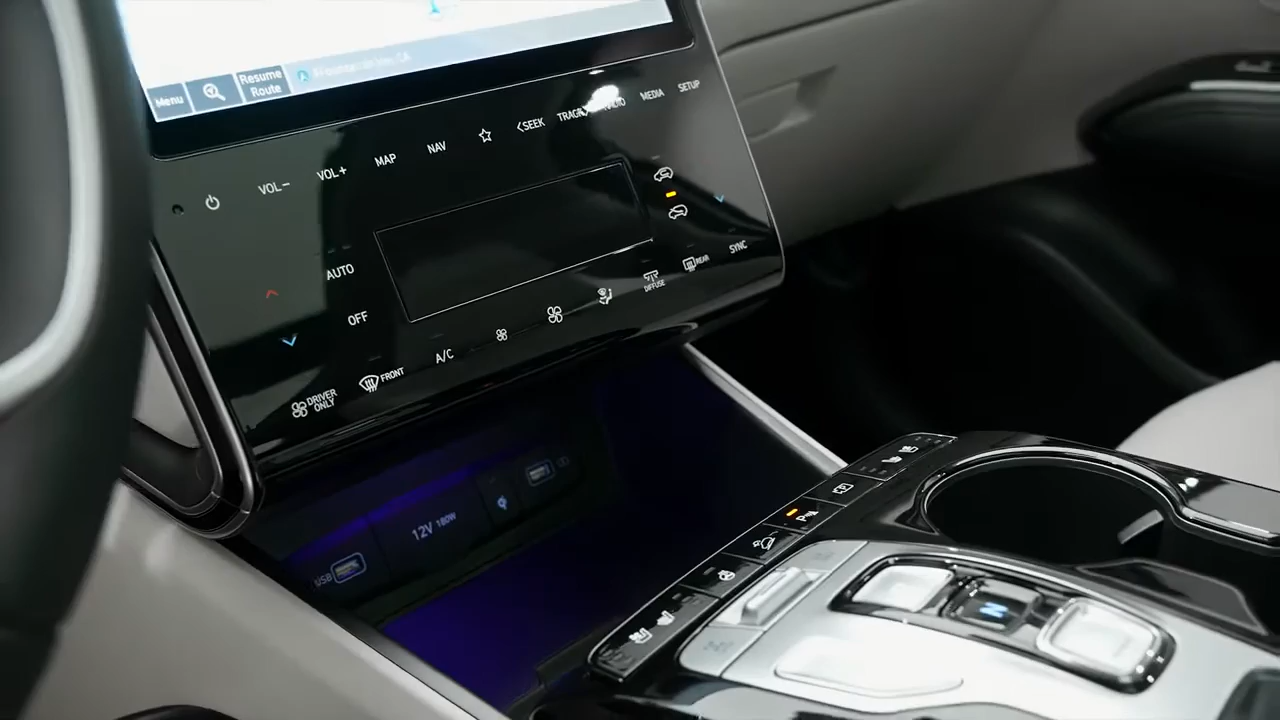 Menu
Resume
Route
VOL−
VOL+
MAP
NAV
SEEK
MEDIA
SETUP
AUTO
OFF
A/C
FRONT
DRIVER
ONLY
DIFFUSE
REAR
SYNC
USB
12V 180W
N